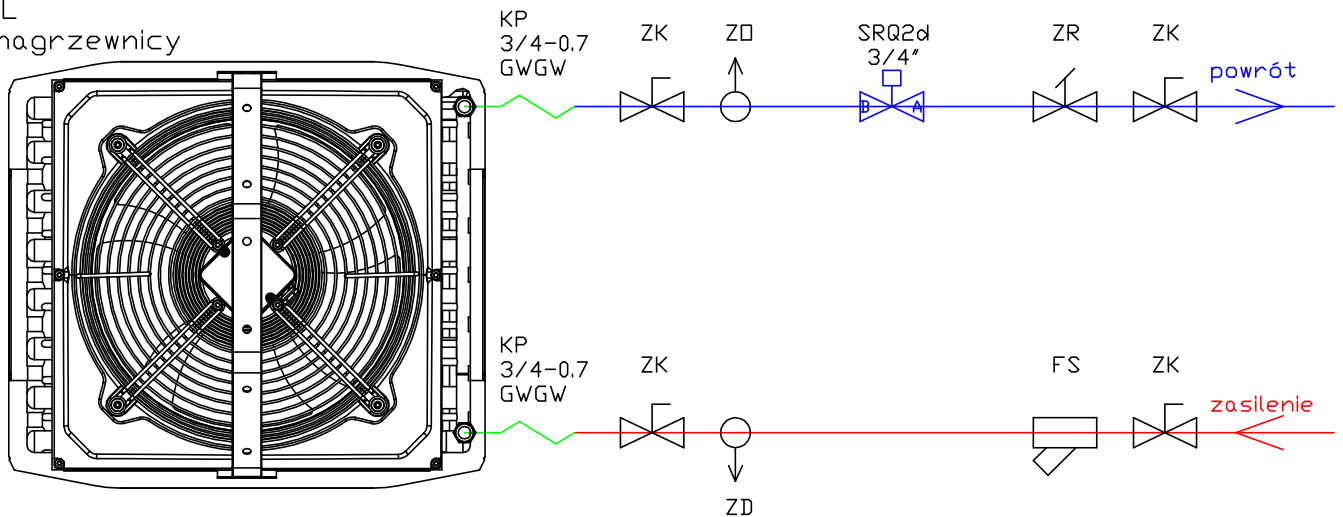 L
nagrzewnicy
KP
3/4-0.7
GWGW
ZK
ZO
SRQ2d
3/4"
ZR
ZK
powrót
B
A
KP
3/4-0.7
GWGW
ZK
FS
ZK
zasilenie
ZD